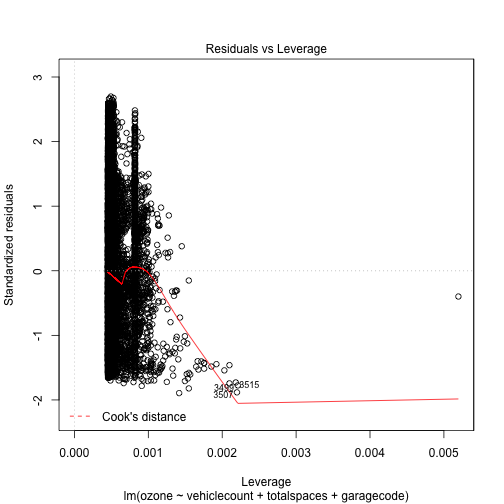 Residuals vs Leverage
Standardized residuals
3
2
1
0
-1
-2
3515
3507
Cook's distance
0.000
0.001
0.002
0.003
0.004
0.005
Leverage
lm(ozone ~ vehiclecount + totalspaces + garagecode)